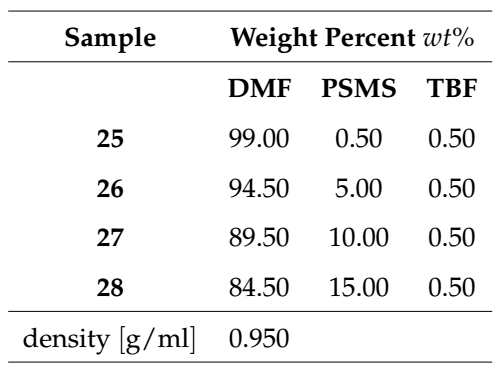 Sample Weight Percent wt%
DMF PSMS TBF
25 99.00 0.50 0.50
26 94.50 5.00 0.50
27 89.50 10.00 0.50
28 84.50 15.00 0.50
density [g/ml] 0.950